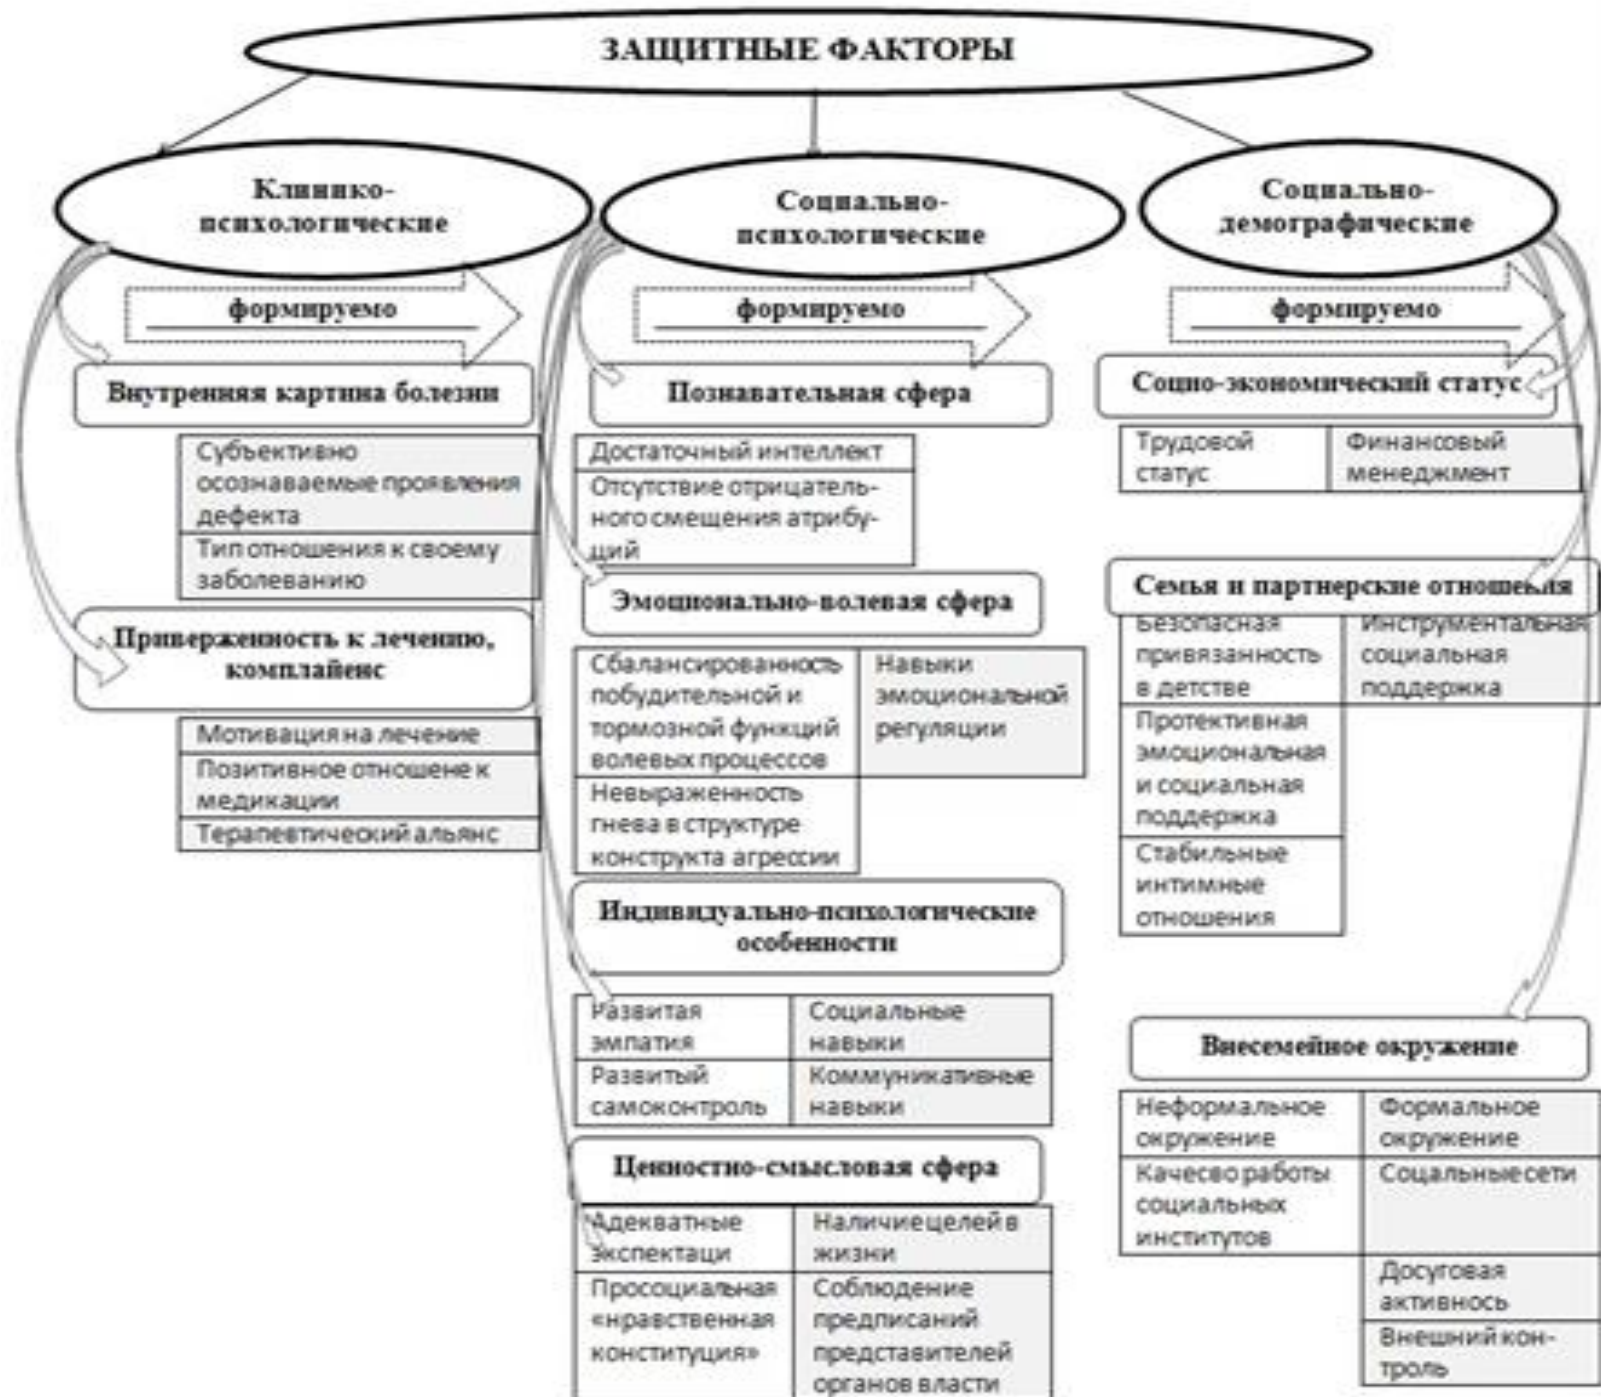 ЗАЩИТНЫЕ ФАКТОРЫ
Клинико-
психологические
формируемо
Внутренняя картина болезни
Субъективно
осознаваемые проявления
дефекта
Тип отношения к своему
заболеванию
Приверженность к лечению,
комплайенс
Мотивация на лечение
Позитивное отношене к
медикации
Терапевтический альянс
Социально-
психологические
формируемо
Познавательная сфера
Достаточный интеллект
Отсутствие отрицатель-
ного смещения атрибу-
ций
Эмоционально-волевая сфера
Сбалансированность
побудительной и
тормозной функций
волевых процессов
Навыки
эмоциональной
регуляции
Невыраженность
гнева в структуре
конструкта агрессии
Индивидуально-психологические
особенности
Развитая
эмпатия
Социальные
навыки
Развитый
самоконтроль
Коммуникативные
навыки
Ценностно-смысловая сфера
Адекватные
экспектаци
Наличие целей в
жизни
Просоциальная
«нравственная
конституция»
Соблюдение
предписаний
представителей
органов власти
Социально-
демографические
формируемо
Социо-экономический статус
Трудовой
статус
Финансовый
менеджмент
Семья и партнерские отношения
Безопасная
привязанность
в детстве
Инструментальная
социальная
поддержка
Протективная
эмоциональная
и социальная
поддержка
Стабильные
интимные
отношения
Внесемейное окружение
Неформальное
окружение
Формальное
окружение
Качесво работы
социальных
институтов
Соцальные сети
Досуговая
активнось
Внешний кон-
троль